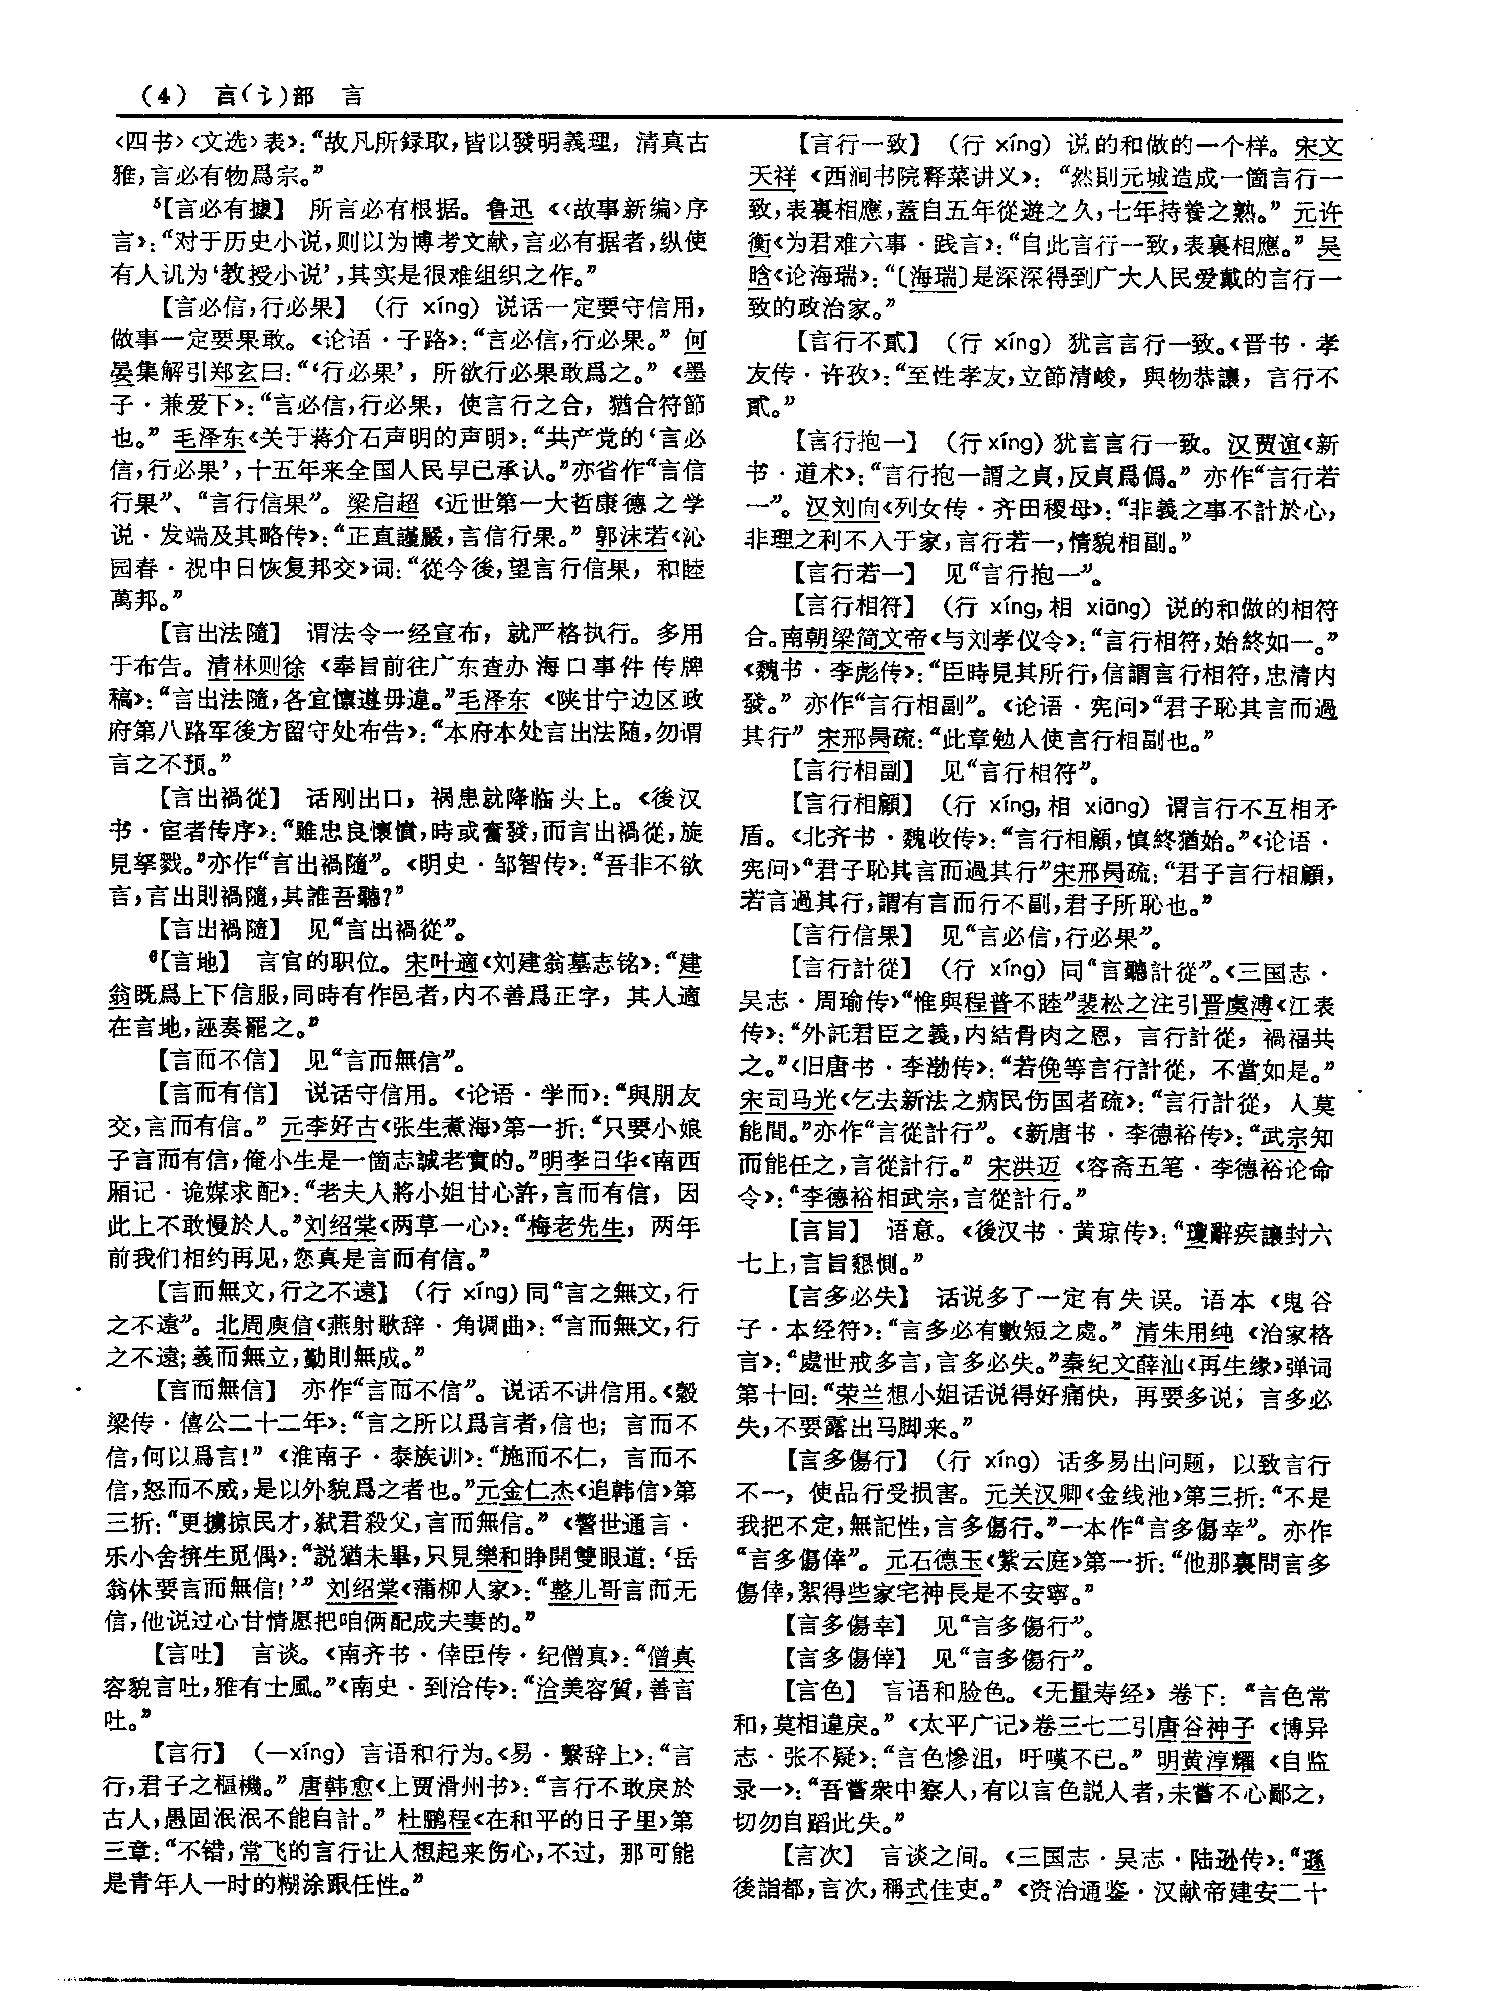 (4) 言(讠)部 言
〈四书〉〈文选〉表》:“故凡所録取,皆以發明義理,清真古
雅,言必有物爲宗。”
⁵【言必有據】 所言必有根据。鲁迅《〈故事新编〉序
言》:“对于历史小说,则以为博考文献,言必有据者,纵使
有人讥为‘教授小说’,其实是很难组织之作。”
【言必信,行必果】 (行 xíng) 说话一定要守信用,
做事一定要果敢。《论语·子路》:“言必信,行必果。” 何
晏集解引郑玄曰:“‘行必果’,所欲行必果敢爲之。”《墨
子·兼爱下》:“言必信,行必果,使言行之合,猶合符節
也。” 毛泽东《关于蒋介石声明的声明》:“共产党的‘言必
信,行必果’,十五年来全国人民早已承认。”亦省作“言信
行果”、“言行信果”。梁启超《近世第一大哲康德之学
说·发端及其略传》:“正直謹嚴,言信行果。” 郭沫若《沁
园春·祝中日恢复邦交》词:“從今後,望言行信果,和睦
萬邦。”
【言出法隨】 谓法令一经宣布,就严格执行。多用
于布告。清林则徐《奉旨前往广东查办海口事件传牌
稿》:“言出法隨,各宜懍遵毋違。”毛泽东《陕甘宁边区政
府第八路军後方留守处布告》:“本府本处言出法随,勿谓
言之不预。”
【言出禍從】 话刚出口,祸患就降临头上。《後汉
书·宦者传序》:“雖忠良懷憤,時或奮發,而言出禍從,旋
見孥戮。”亦作“言出禍隨”。《明史·邹智传》:“吾非不欲
言,言出則禍隨,其誰吾聽?”
【言出禍隨】 见“言出禍從”。
⁶【言地】 言官的职位。宋叶適《刘建翁墓志铭》:“建
翁既爲上下信服,同時有作邑者,内不善爲正字,其人適
在言地,誣奏罷之。”
【言而不信】 见“言而無信”。
【言而有信】 说话守信用。《论语·学而》:“與朋友
交,言而有信。” 元李好古《张生煮海》第一折:“只要小娘
子言而有信,俺小生是一箇志誠老實的。”明李日华《南西
厢记·诡媒求配》:“老夫人將小姐甘心許,言而有信,因
此上不敢慢於人。”刘绍棠《两草一心》:“梅老先生,两年
前我们相约再见,您真是言而有信。”
【言而無文,行之不遠】 (行 xíng)同“言之無文,行
之不遠”。北周庾信《燕射歌辞·角调曲》:“言而無文,行
之不遠;義而無立,勤則無成。”
【言而無信】 亦作“言而不信”。说话不讲信用。《穀
梁传·僖公二十二年》:“言之所以爲言者,信也;言而不
信,何以爲言!”《淮南子·泰族训》:“施而不仁,言而不
信,怒而不威,是以外貌爲之者也。”元金仁杰《追韩信》第
三折:“更擄掠民才,弑君殺父,言而無信。”《警世通言·
乐小舍拚生觅偶》:“説猶未畢,只見樂和睁開雙眼道:‘岳
翁休要言而無信!’” 刘绍棠《蒲柳人家》:“整儿哥言而无
信,他说过心甘情愿把咱俩配成夫妻的。”
【言吐】 言谈。《南齐书·倖臣传·纪僧真》:“僧真
容貌言吐,雅有士風。”《南史·到洽传》:“洽美容質,善言
吐。”
【言行】 (—xíng) 言语和行为。《易·繫辞上》:“言
行,君子之樞機。” 唐韩愈《上贾滑州书》:“言行不敢戾於
古人,愚固泯泯不能自計。” 杜鹏程《在和平的日子里》第
三章:“不错,常飞的言行让人想起来伤心,不过,那可能
是青年人一时的糊涂跟任性。”
【言行一致】 (行 xíng) 说的和做的一个样。宋文
天祥《西涧书院释菜讲义》:“然則元城造成一箇言行一
致,表裏相應,蓋自五年從遊之久,七年持養之熟。” 元许
衡《为君难六事·践言》:“自此言行一致,表裏相應。” 吴
晗《论海瑞》:“〔海瑞〕是深深得到广大人民爱戴的言行一
致的政治家。”
【言行不貳】 (行 xíng) 犹言言行一致。《晋书·孝
友传·许孜》:“至性孝友,立節清峻,與物恭讓,言行不
貳。”
【言行抱一】 (行xíng) 犹言言行一致。汉贾谊《新
书·道术》:“言行抱一謂之貞,反貞爲僞。” 亦作“言行若
一”。汉刘向《列女传·齐田稷母》:“非義之事不計於心,
非理之利不入于家,言行若一,情貌相副。”
【言行若一】 见“言行抱一”。
【言行相符】 (行 xíng,相 xiāng) 说的和做的相符
合。南朝梁简文帝《与刘孝仪令》:“言行相符,始終如一。”
《魏书·李彪传》:“臣時見其所行,信謂言行相符,忠清内
發。” 亦作“言行相副”。《论语·宪问》“君子恥其言而過
其行” 宋邢昺疏:“此章勉人使言行相副也。”
【言行相副】 见“言行相符”。
【言行相顧】 (行 xíng,相 xiāng) 谓言行不互相矛
盾。《北齐书·魏收传》:“言行相顧,慎終猶始。”《论语·
宪问》“君子恥其言而過其行”宋邢昺疏:“君子言行相顧,
若言過其行,謂有言而行不副,君子所恥也。”
【言行信果】 见“言必信,行必果”。
【言行計從】 (行 xíng) 同“言聽計從”。《三国志·
吴志·周瑜传》“惟與程普不睦”裴松之注引晋虞溥《江表
传》:“外託君臣之義,内結骨肉之恩,言行計從,禍福共
之。”《旧唐书·李渤传》:“若俛等言行計從,不當如是。”
宋司马光《乞去新法之病民伤国者疏》:“言行計從,人莫
能間。”亦作“言從計行”。《新唐书·李德裕传》:“武宗知
而能任之,言從計行。” 宋洪迈《容斋五笔·李德裕论命
令》:“李德裕相武宗,言從計行。”
【言旨】 语意。《後汉书·黄琼传》:“瓊辭疾讓封六
七上,言旨懇惻。”
【言多必失】 话说多了一定有失误。语本《鬼谷
子·本经符》:“言多必有數短之處。” 清朱用纯《治家格
言》:“處世戒多言,言多必失。”秦纪文薛汕《再生缘》弹词
第十回:“荣兰想小姐话说得好痛快,再要多说,言多必
失,不要露出马脚来。”
【言多傷行】 (行 xíng) 话多易出问题,以致言行
不一,使品行受损害。元关汉卿《金线池》第三折:“不是
我把不定,無記性,言多傷行。”一本作“言多傷幸”。亦作
“言多傷倖”。元石德玉《紫云庭》第一折:“他那裏問言多
傷倖,絮得些家宅神長是不安寧。”
【言多傷幸】 见“言多傷行”。
【言多傷倖】 见“言多傷行”。
【言色】 言语和脸色。《无量寿经》卷下:“言色常
和,莫相違戾。”《太平广记》卷三七二引唐谷神子《博异
志·张不疑》:“言色惨沮,吁嘆不已。” 明黄淳耀《自监
录一》:“吾嘗衆中察人,有以言色説人者,未嘗不心鄙之,
切勿自蹈此失。”
【言次】 言谈之间。《三国志·吴志·陆逊传》:“遜
後詣都,言次,稱式佳吏。”《资治通鉴·汉献帝建安二十